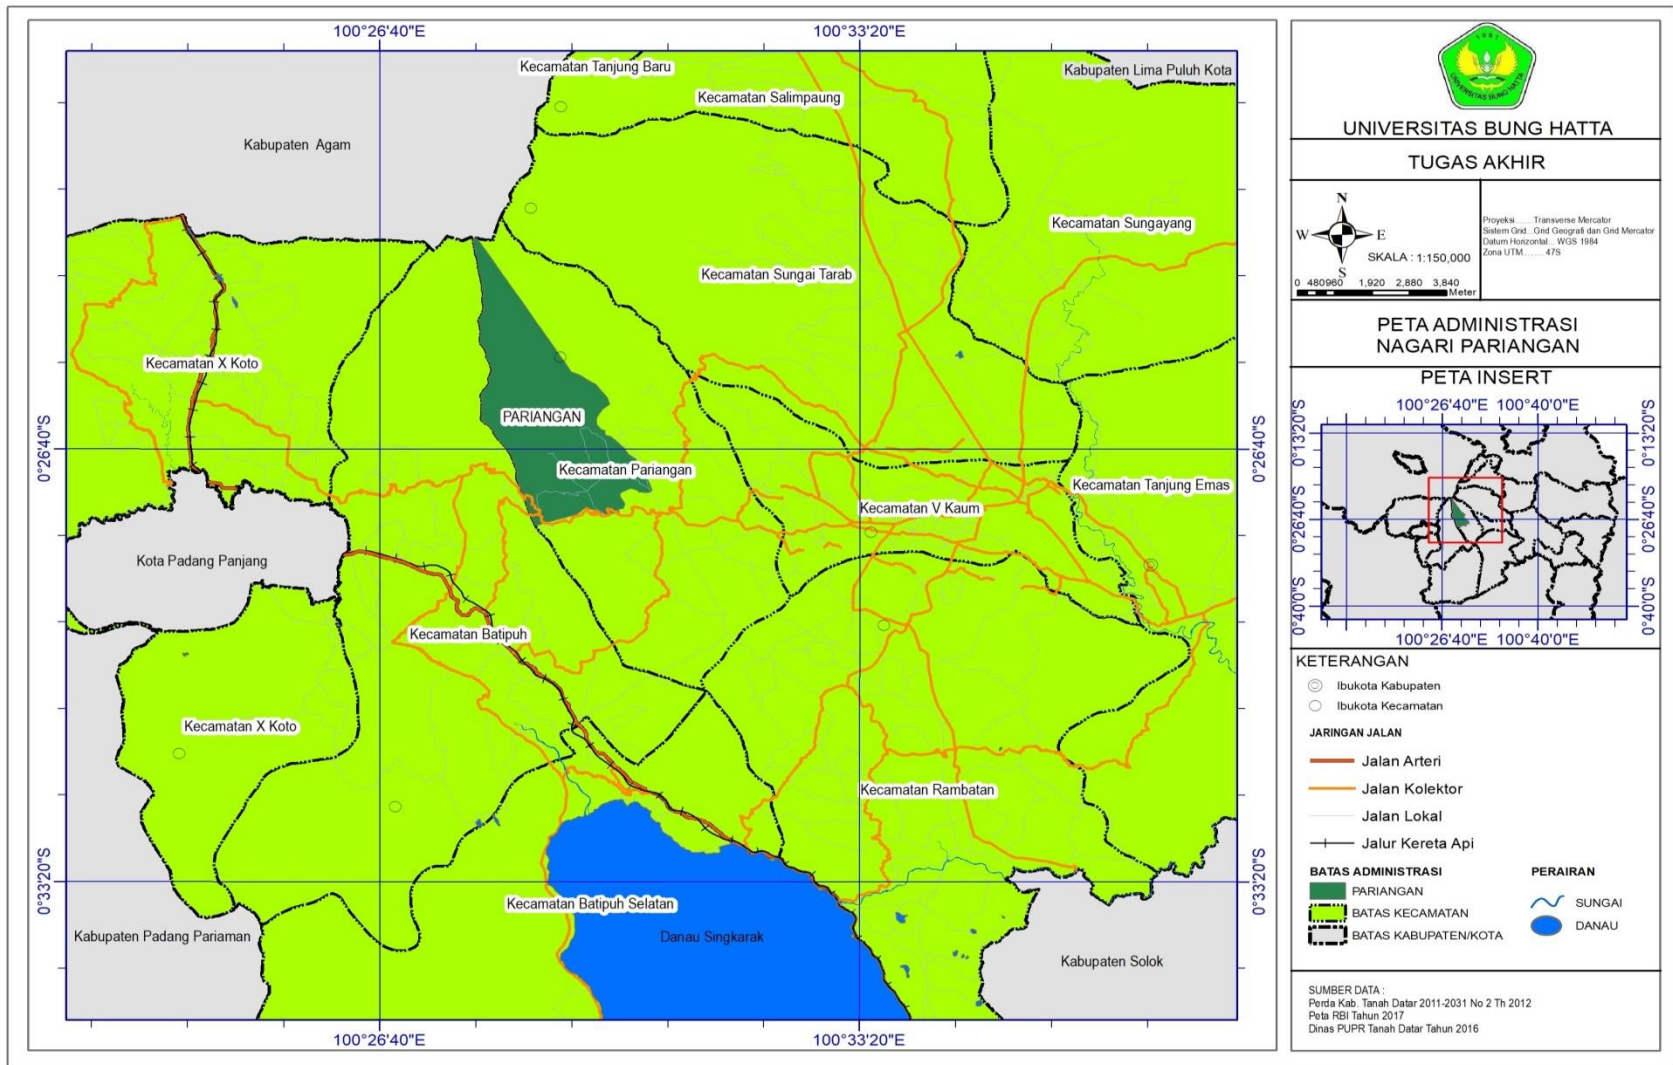 100°26'40"E
100°33'20"E
Kecamatan Tanjung Baru
Kabupaten Lima Puluh Kota
Kecamatan Salimpaung
Kabupaten Agam
Kecamatan Sungayang
Kecamatan Sungai Tarab
Kecamatan X Koto
PARIANGAN
0°26'40"S
0°26'40"S
Kecamatan Pariangan
Kecamatan Tanjung Emas
Kecamatan V Kaum
Kota Padang Panjang
Kecamatan Batipuh
Kecamatan X Koto
Kecamatan Rambatan
0°33'20"S
0°33'20"S
Kecamatan Batipuh Selatan
Kabupaten Padang Pariaman
Danau Singkarak
Kabupaten Solok
100°26'40"E
100°33'20"E
1981
UNIVERSITAS BUNG HATTA
UNIVERSITAS BUNG HATTA
TUGAS AKHIR
N
W E
S
SKALA : 1:150,000
0 480960 1,920 2,880 3,840
Meter
Proyeksi........Transverse Mercator
Sistem Grid...Grid Geografi dan Grid Mercator
Datum Horizontal... WGS 1984
Zona UTM......... 47S
PETA ADMINISTRASI
NAGARI PARIANGAN
PETA INSERT
100°26'40"E 100°40'0"E
0°13'20"S
0°13'20"S
0°26'40"S
0°26'40"S
0°40'0"S
0°40'0"S
100°26'40"E 100°40'0"E
KETERANGAN
Ibukota Kabupaten
Ibukota Kecamatan
JARINGAN JALAN
Jalan Arteri
Jalan Kolektor
Jalan Lokal
Jalur Kereta Api
BATAS ADMINISTRASI
PARIANGAN
BATAS KECAMATAN
BATAS KABUPATEN/KOTA
PERAIRAN
SUNGAI
DANAU
SUMBER DATA :
Perda Kab. Tanah Datar 2011-2031 No 2 Th 2012
Peta RBI Tahun 2017
Dinas PUPR Tanah Datar Tahun 2016